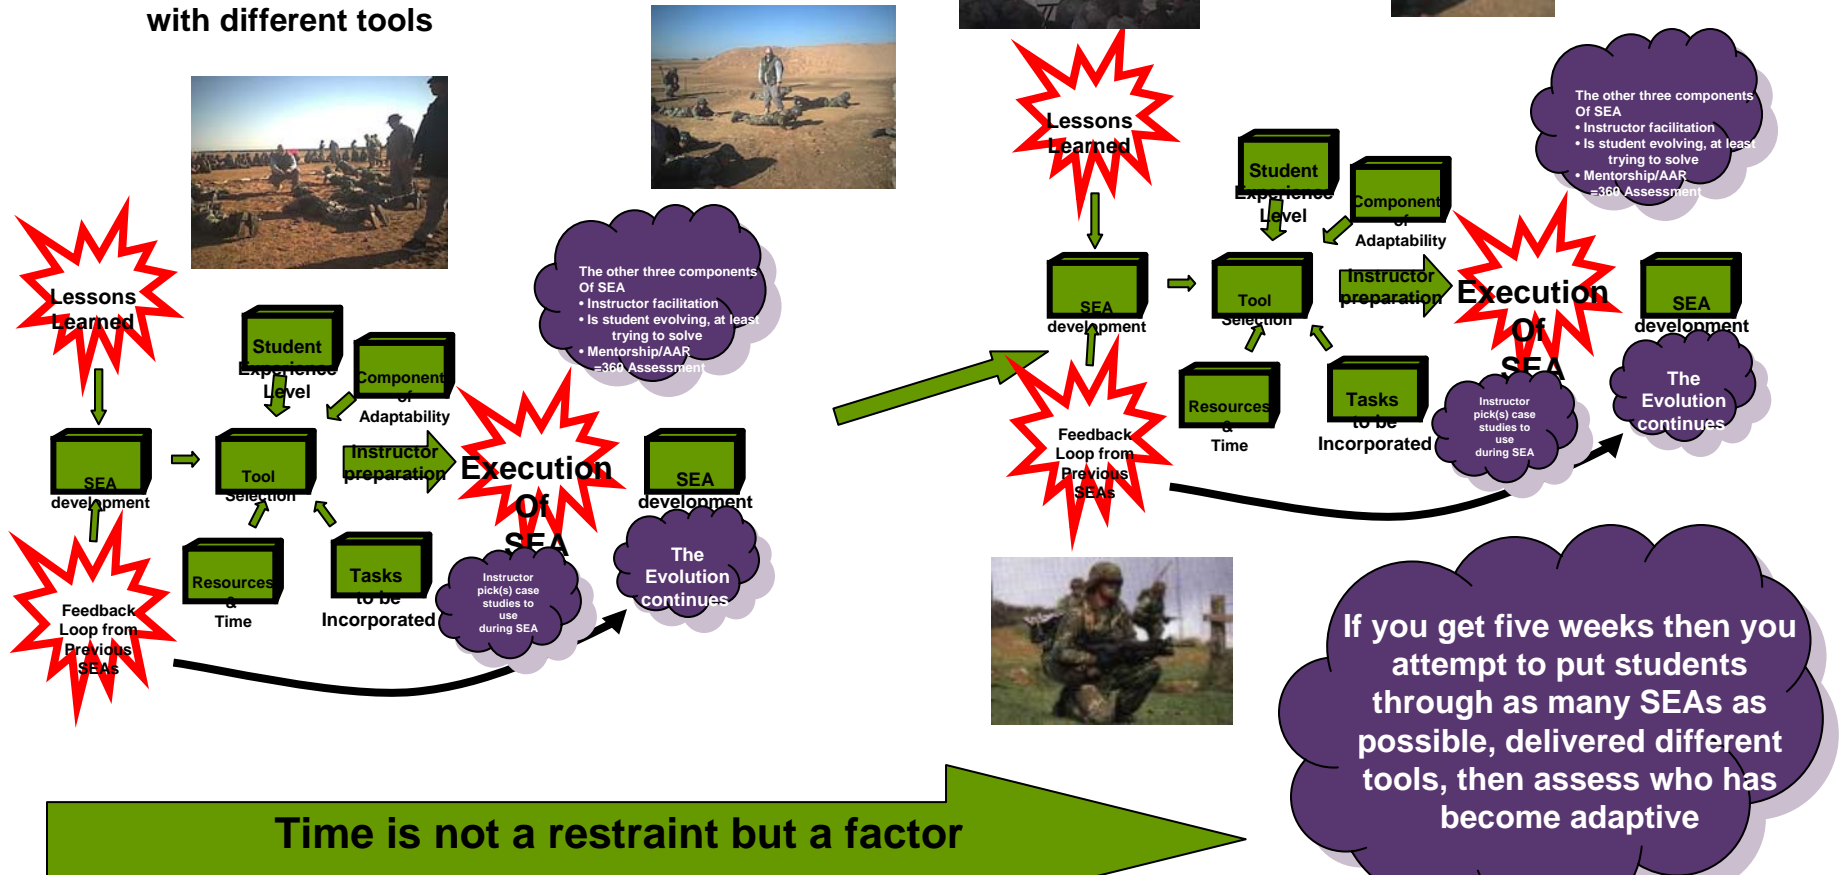 with different tools
Lessons
Learned
Student
Experience
Level
Component
of
Adaptability
SEA
development
Tool
Selection
Instructor
preparation
Execution
Of
SEA
SEA
development
Resources
&
Time
Tasks
to be
Incorporated
Feedback
Loop from
Previous
SEAs
Instructor
pick(s) case
studies to
use
during SEA
The
Evolution
continues
The other three components
Of SEA
• Instructor facilitation
• Is student evolving, at least
trying to solve
• Mentorship/AAR
=360 Assessment
Lessons
Learned
Student
Experience
Level
Component
of
Adaptability
SEA
development
Tool
Selection
Instructor
preparation
Execution
Of
SEA
SEA
development
Resources
&
Time
Tasks
to be
Incorporated
Feedback
Loop from
Previous
SEAs
Instructor
pick(s) case
studies to
use
during SEA
The
Evolution
continues
The other three components
Of SEA
• Instructor facilitation
• Is student evolving, at least
trying to solve
• Mentorship/AAR
=360 Assessment
If you get five weeks then you
attempt to put students
through as many SEAs as
possible, delivered different
tools, then assess who has
become adaptive
Time is not a restraint but a factor